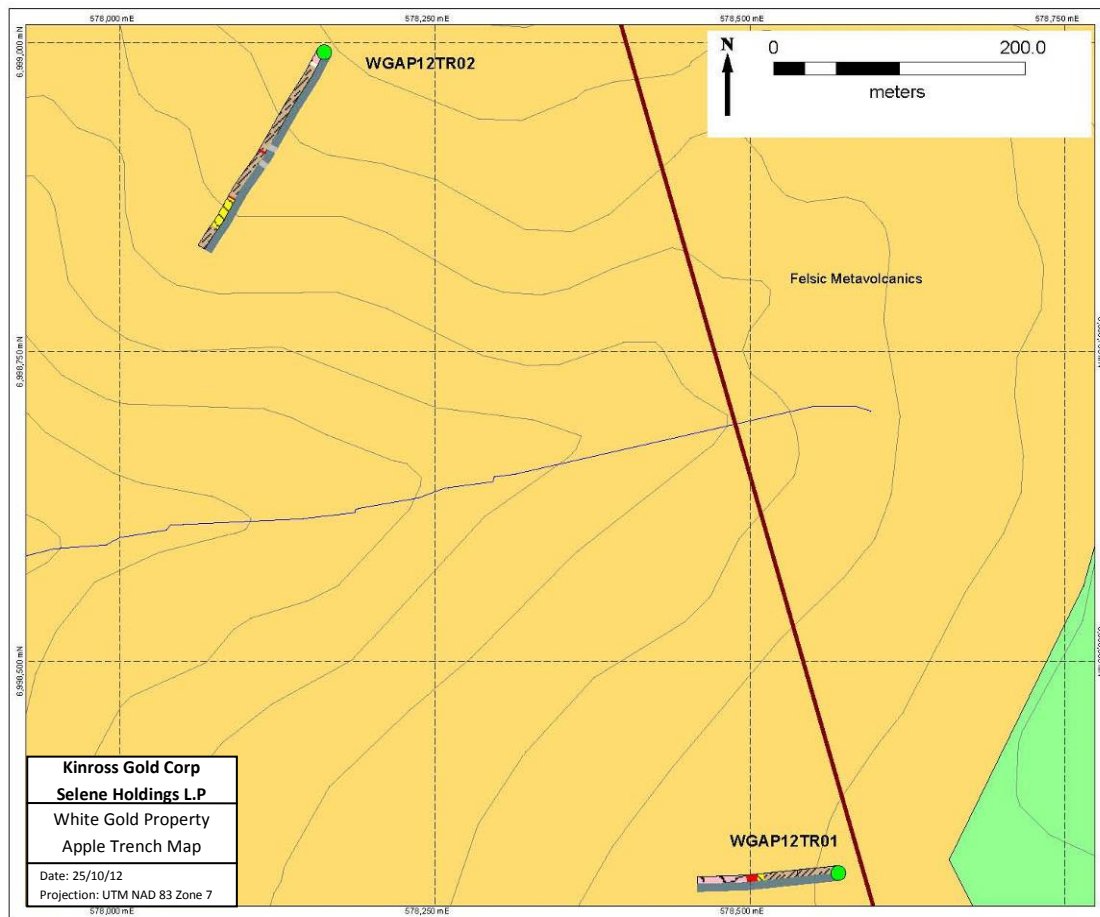 578,000 mE
578,250 mE
578,500 mE
578,750 mE
6,999,000 mN
WGAP12TR02
N
0
200.0
meters
Felsic Metavolcanics
6,998,750 mN
6,998,500 mN
WGAP12TR01
Kinross Gold Corp
Selene Holdings L.P
White Gold Property
Apple Trench Map
Date: 25/10/12
Projection: UTM NAD 83 Zone 7
578,000 mE
578,250 mE
578,500 mE
578,750 mE